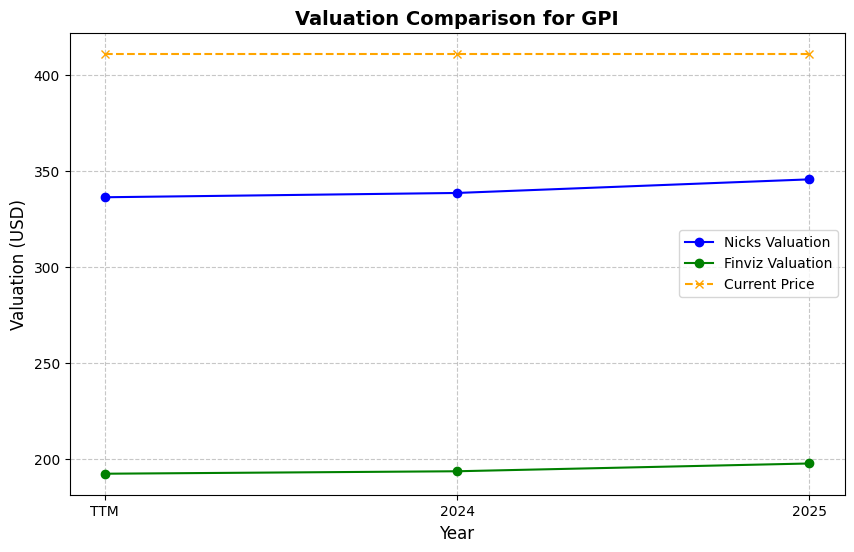 Valuation Comparison for GPI
Valuation (USD)
400
350
300
250
200
Nicks Valuation
Finviz Valuation
Current Price
TTM
2024
2025
Year